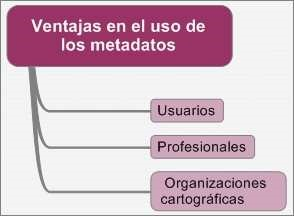 Ventajas en el uso de
los metadatos
Usuarios
Profesionales
Organizaciones
cartográficas